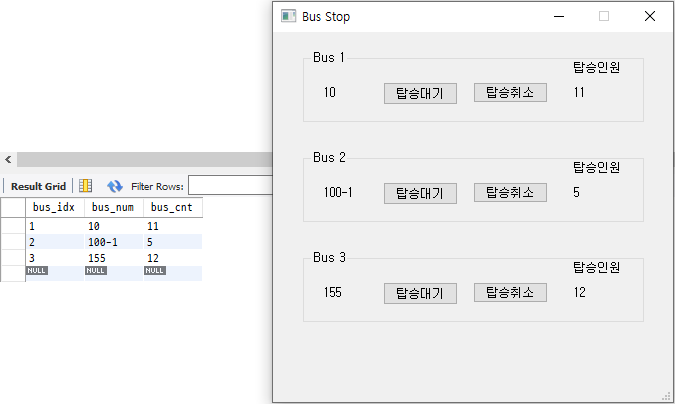 Bus Stop
Bus 1
탑승인원
10 탑승대기 탑승취소 11
Bus 2
탑승인원
100-1 탑승대기 탑승취소 5
Bus 3
탑승인원
155 탑승대기 탑승취소 12
Result Grid Filter Rows:
bus_idx bus_num bus_cnt
1 10 11
2 100-1 5
3 155 12
NULL NULL NULL